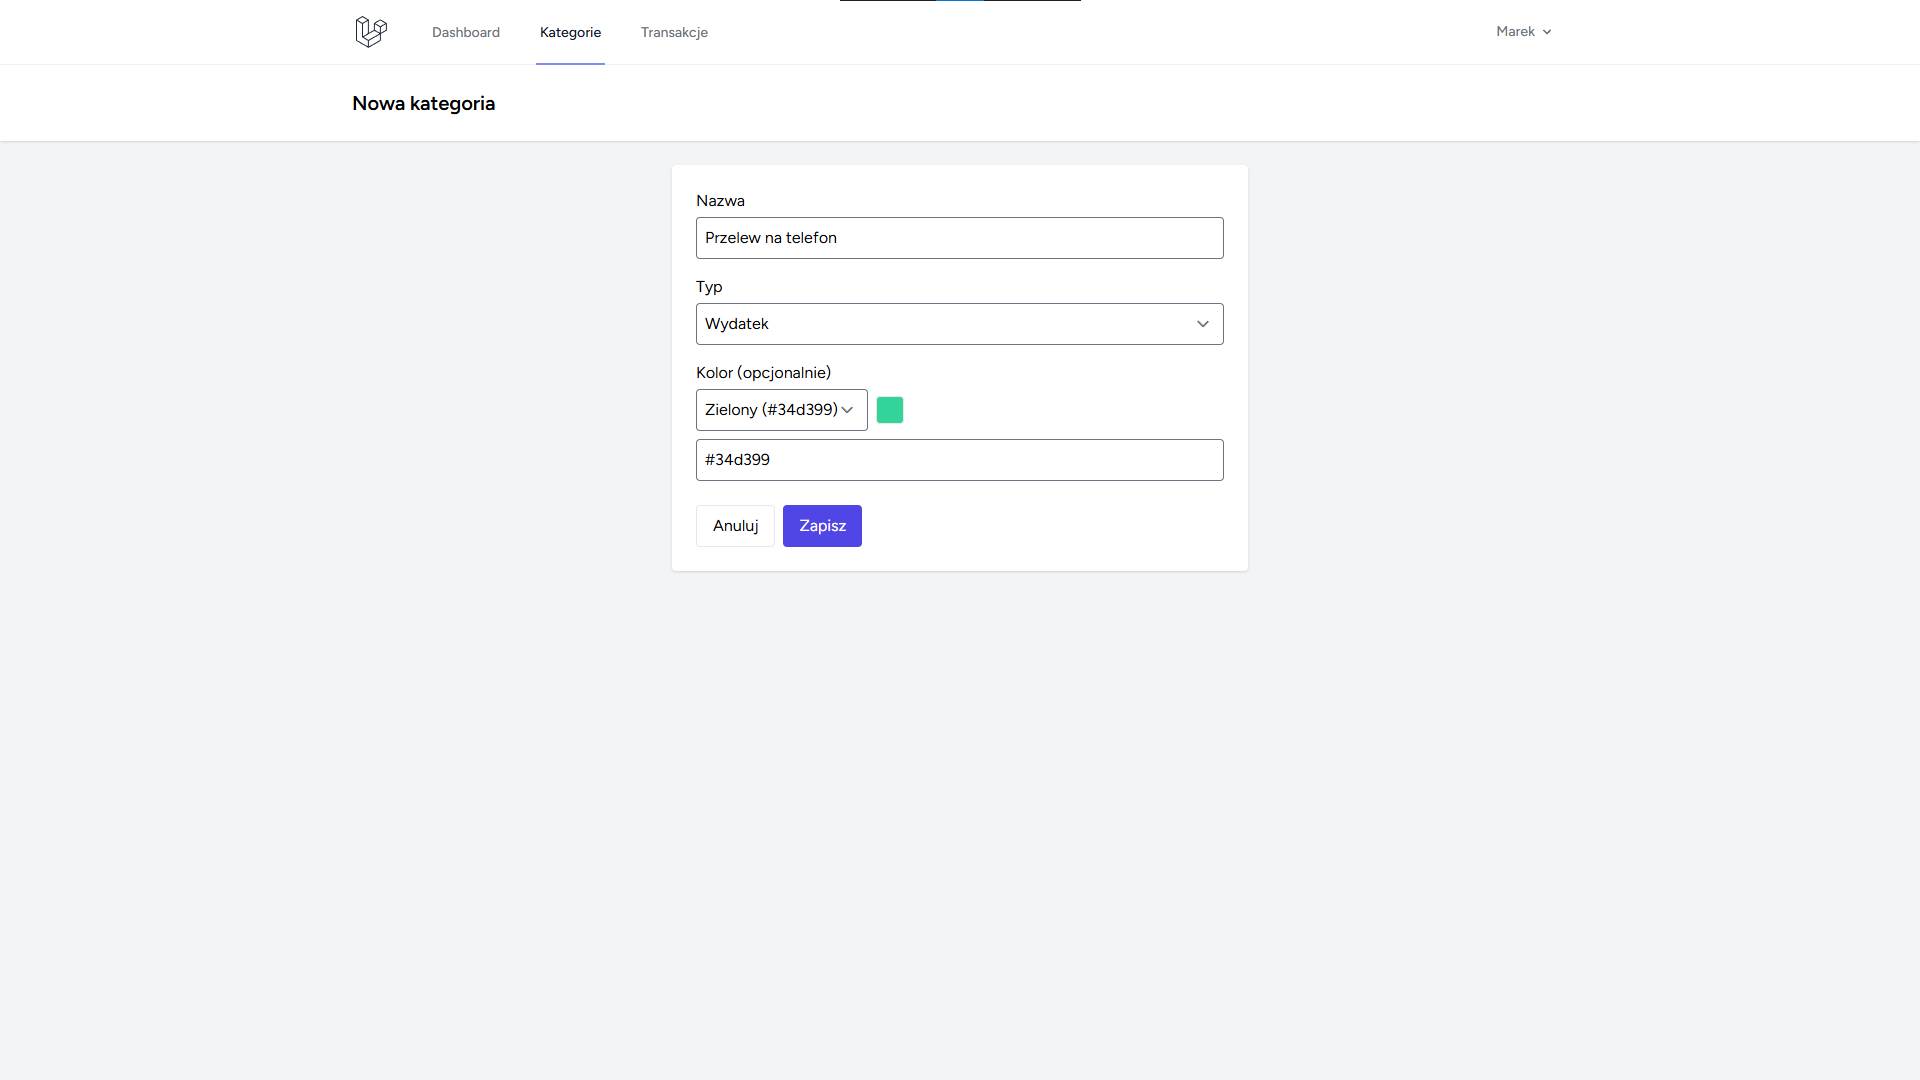 Dashboard Kategorie Transakcje Marek
Nowa kategoria
Nazwa
Przelew na telefon
Typ
Wydatek
Kolor (opcjonalnie)
Zielony (#34d399)
#34d399
Anuluj Zapisz